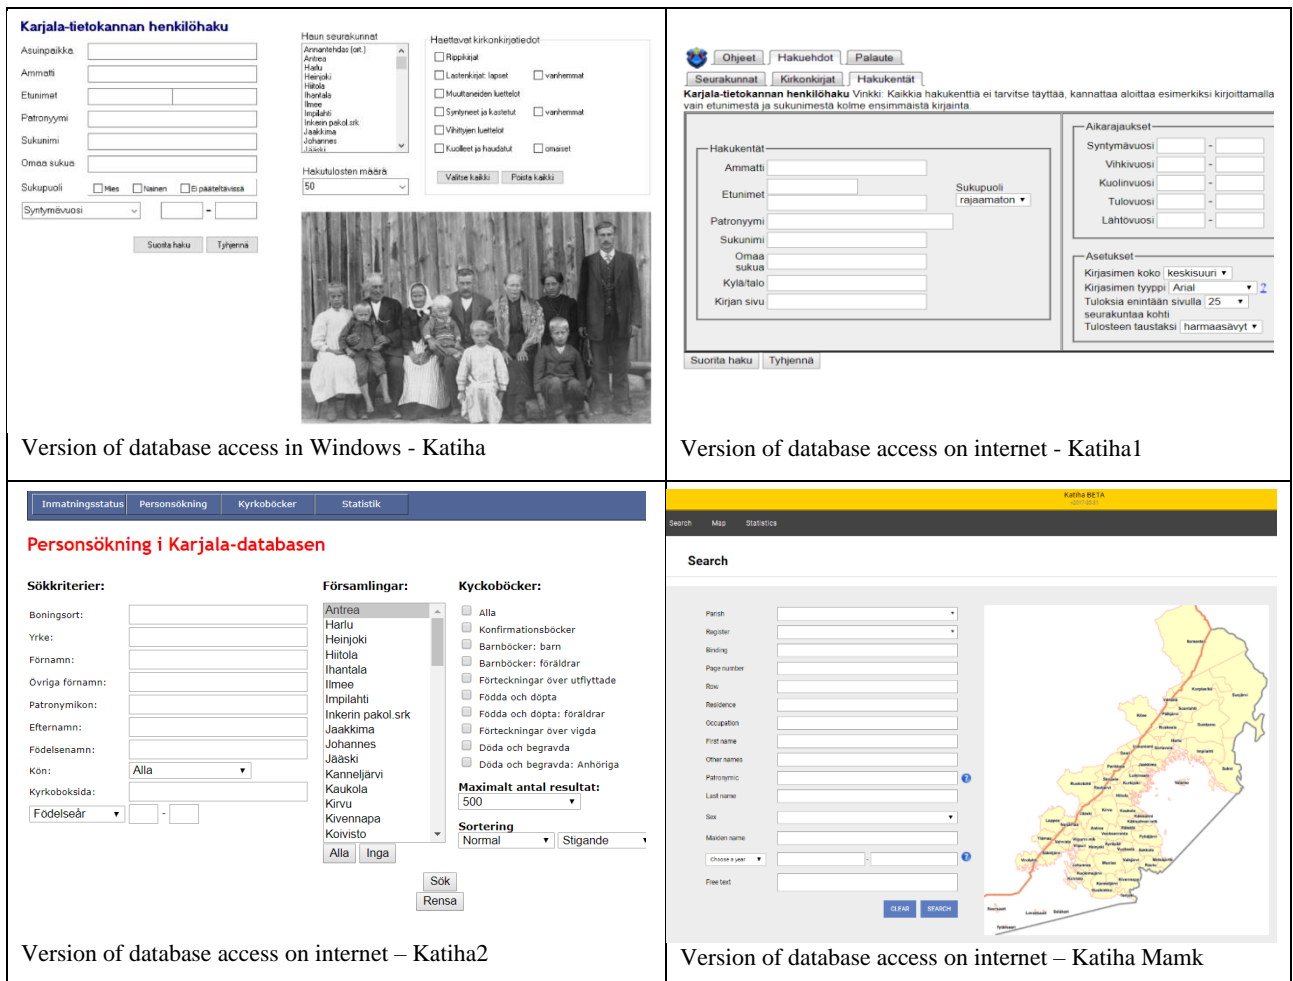 Karjala-tietokannan henkilöhaku
Asuinpaikka
Ammatti
Etunimet
Patronyymi
Sukunimi
Omaa sukua
Sukupuoli
Mies
Nainen
Ei pääteltävissä
Syntymävuosi
-
Suorita haku
Tyhjennä
Haun seurakunnat
Annantehdas (ort.)
Antrea
Harlu
Heinjoki
Hiitola
Ihantala
Ilmee
Impilahti
Inkerin pakol.srk
Jaakkima
Johannes
Jääski
Hakutulosten määrä
50
Haettavat kirkonkirjatiedot
Rippikirjat
Lastenkirjat: lapset
vanhemmat
Muuttaneiden luettelot
Syntyneet ja kastetut
vanhemmat
Vihittyjen luettelot
Kuolleet ja haudatut
omaiset
Valitse kaikki
Poista kaikki
Version of database access in Windows - Katiha
Ohjeet
Hakuehdot
Palaute
Seurakunnat
Kirkonkirjat
Hakukentät
Karjala-tietokannan henkilöhaku Vinkki: Kaikkia hakukenttiä ei tarvitse täyttää, kannattaa aloittaa esimerkiksi kirjoittamalla
vain etunimestä ja sukunimestä kolme ensimmäistä kirjainta.
Hakukentät
Ammatti
Etunimet
Sukupuoli
rajaamaton
Patronyymi
Sukunimi
Omaa
sukua
Kylä/talo
Kirjan sivu
Aikarajaukset
Syntymävuosi -
Vihkivuosi -
Kuolinvuosi -
Tulovuosi -
Lähtövuosi -
Asetukset
Kirjasimen koko keskisuuri
Kirjasimen tyyppi Arial ?
Tuloksia enintään sivulla 25
seurakuntaa kohti
Tulosteen taustaksi harmaasävyt
Suorita haku
Tyhjennä
Version of database access on internet - Katiha1
Inmatningsstatus
Personsökning
Kyrkoböcker
Statistik
Personsökning i Karjala-databasen
Sökkriterier:
Boningsort:
Yrke:
Förnamn:
Övriga förnamn:
Patronymikon:
Efternamn:
Födelsenamn:
Kön:
Alla
Kyrkoboksida:
Födelseår
-
Församlingar:
Antrea
Harlu
Heinjoki
Hiitola
Ihantala
Ilmee
Impilahti
Inkerin pakol.srk
Jaakkima
Johannes
Jääski
Kanneljärvi
Kaukola
Kirvu
Kivennapa
Koivisto
Alla
Inga
Kyckoböcker:
Alla
Konfirmationsböcker
Barnböcker: barn
Barnböcker: föräldrar
Förteckningar över utflyttade
Födda och döpta
Födda och döpta: föräldrar
Förteckningar över vigda
Döda och begravda
Döda och begravda: Anhöriga
Maximalt antal resultat:
500
Sortering
Normal
Stigande
Sök
Rensa
Version of database access on internet – Katiha2
Katiha BETA
Search
Map
Statistics
Search
Parish
Register
Binding
Page number
Row
Residence
Occupation
First name
Other names
Patronymic
Last name
Sex
Maiden name
Choose a year
-
Free text
CLEAR
SEARCH
Version of database access on internet – Katiha Mamk